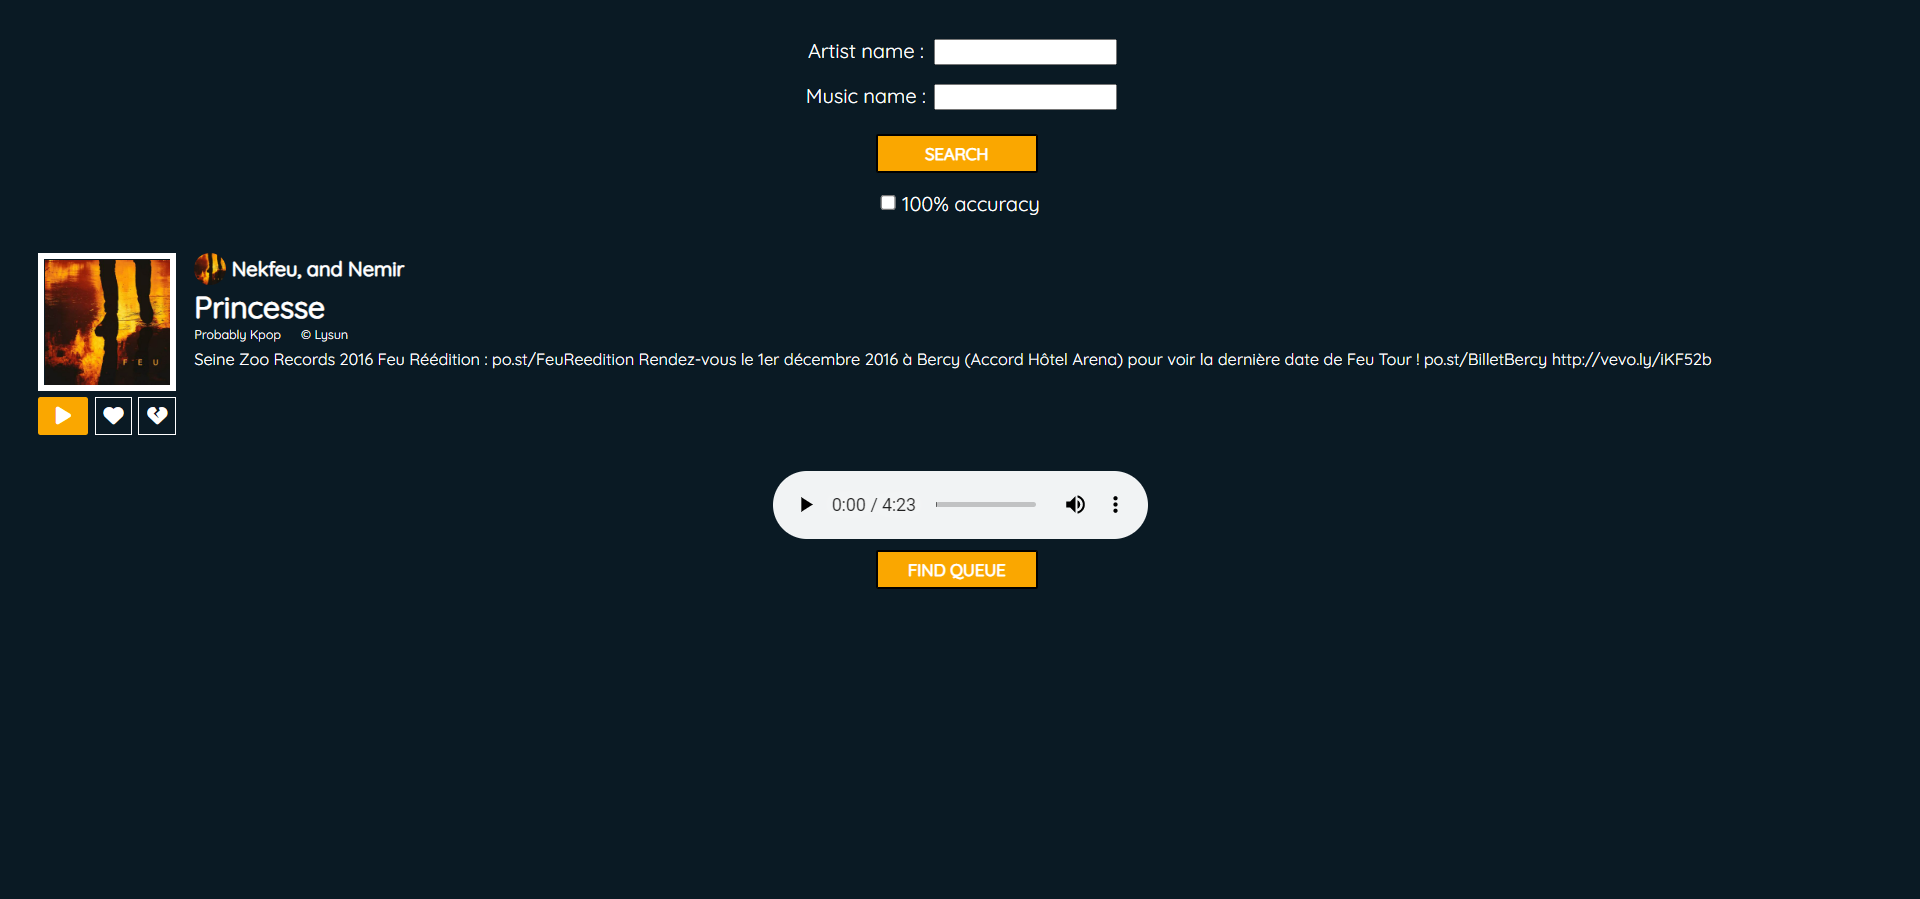 Artist name :
Music name :
SEARCH
100% accuracy
Nekfeu, and Nemir
Princesse
Probably Kpop © Lysun
Seine Zoo Records 2016 Feu Réédition : po.st/FeuReedition Rendez-vous le 1er décembre 2016 à Bercy (Accord Hôtel Arena) pour voir la dernière date de Feu Tour ! po.st/BilletBercy http://vevo.ly/iKF52b
FEU
0:00 / 4:23
FIND QUEUE